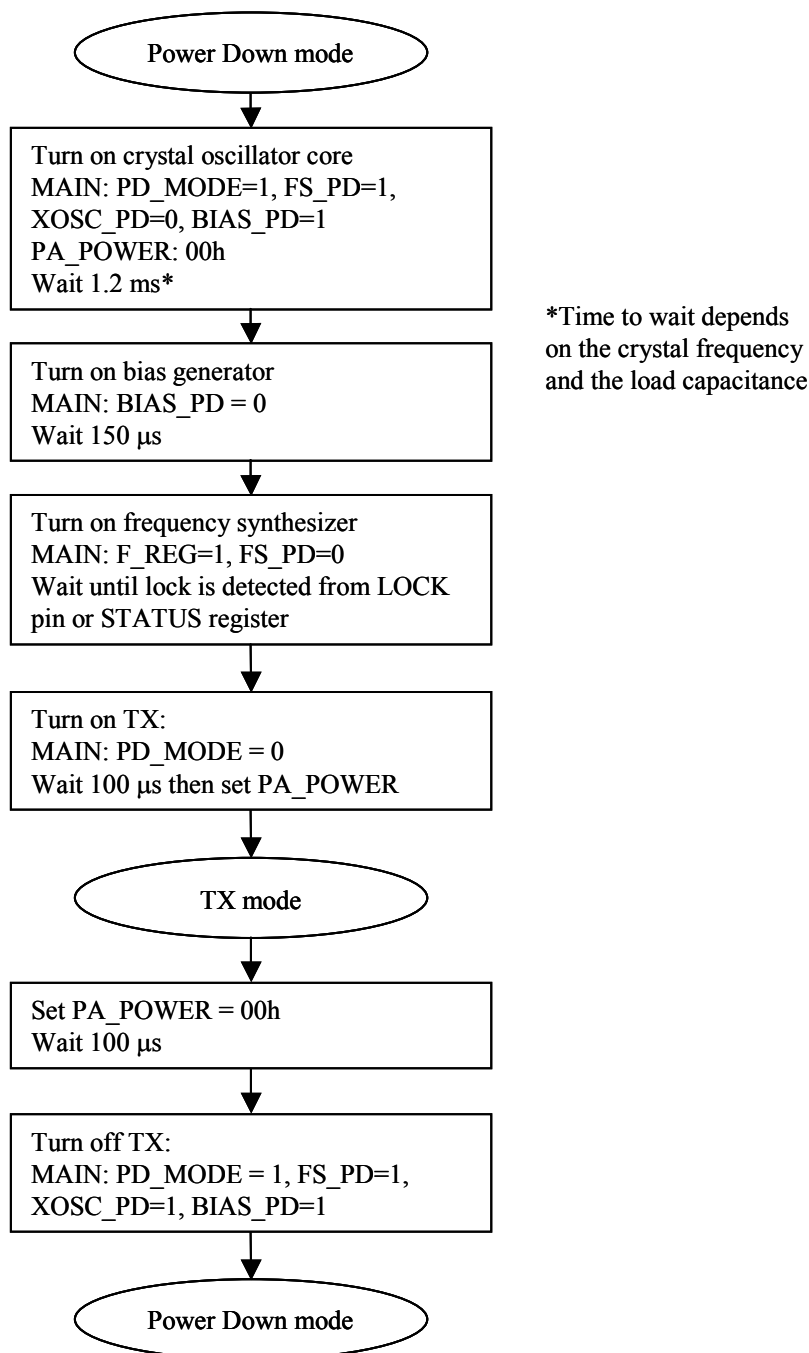 Power Down mode
Turn on crystal oscillator core
MAIN: PD_MODE=1, FS_PD=1,
XOSC_PD=0, BIAS_PD=1
PA_POWER: 00h
Wait 1.2 ms*
*Time to wait depends
on the crystal frequency
and the load capacitance
Turn on bias generator
MAIN: BIAS_PD = 0
Wait 150 μs
Turn on frequency synthesizer
MAIN: F_REG=1, FS_PD=0
Wait until lock is detected from LOCK
pin or STATUS register
Turn on TX:
MAIN: PD_MODE = 0
Wait 100 μs then set PA_POWER
TX mode
Set PA_POWER = 00h
Wait 100 μs
Turn off TX:
MAIN: PD_MODE = 1, FS_PD=1,
XOSC_PD=1, BIAS_PD=1
Power Down mode